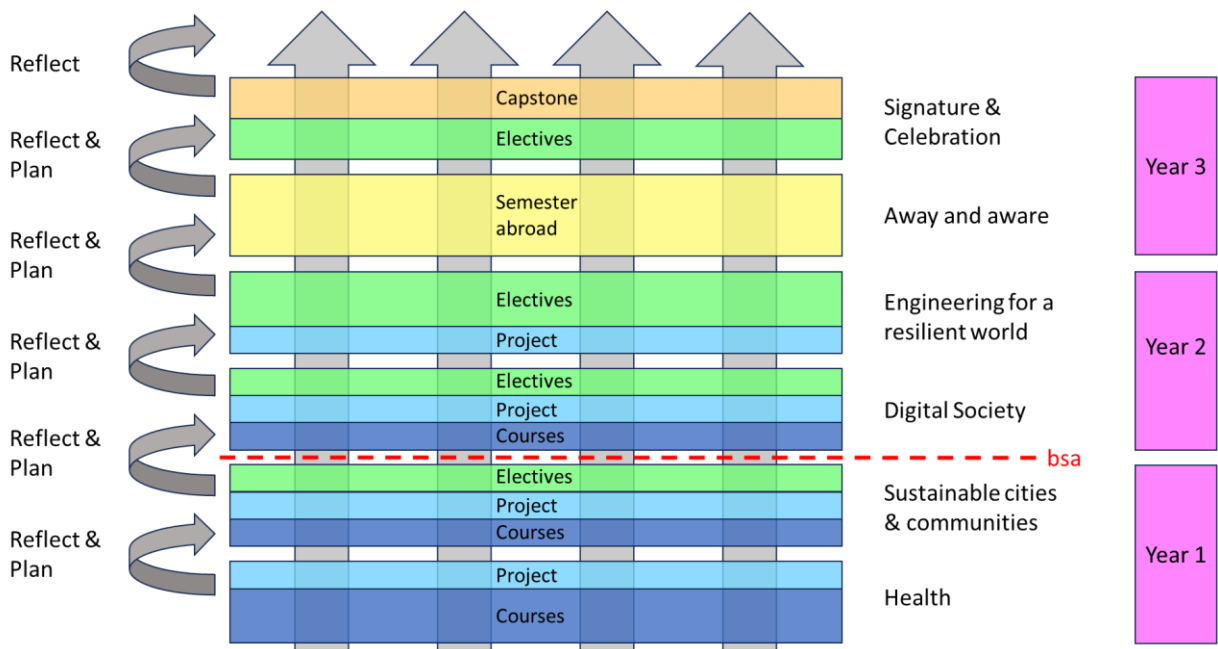 Reflect
Capstone
Signature &
Celebration
Electives
Reflect &
Plan
Year 3
Semester
abroad
Away and aware
Reflect &
Plan
Electives
Engineering for a
resilient world
Project
Reflect &
Plan
Year 2
Electives
Project
Digital Society
Courses
Reflect &
Plan
bsa
Electives
Sustainable cities
& communities
Project
Courses
Reflect &
Plan
Year 1
Project
Health
Courses